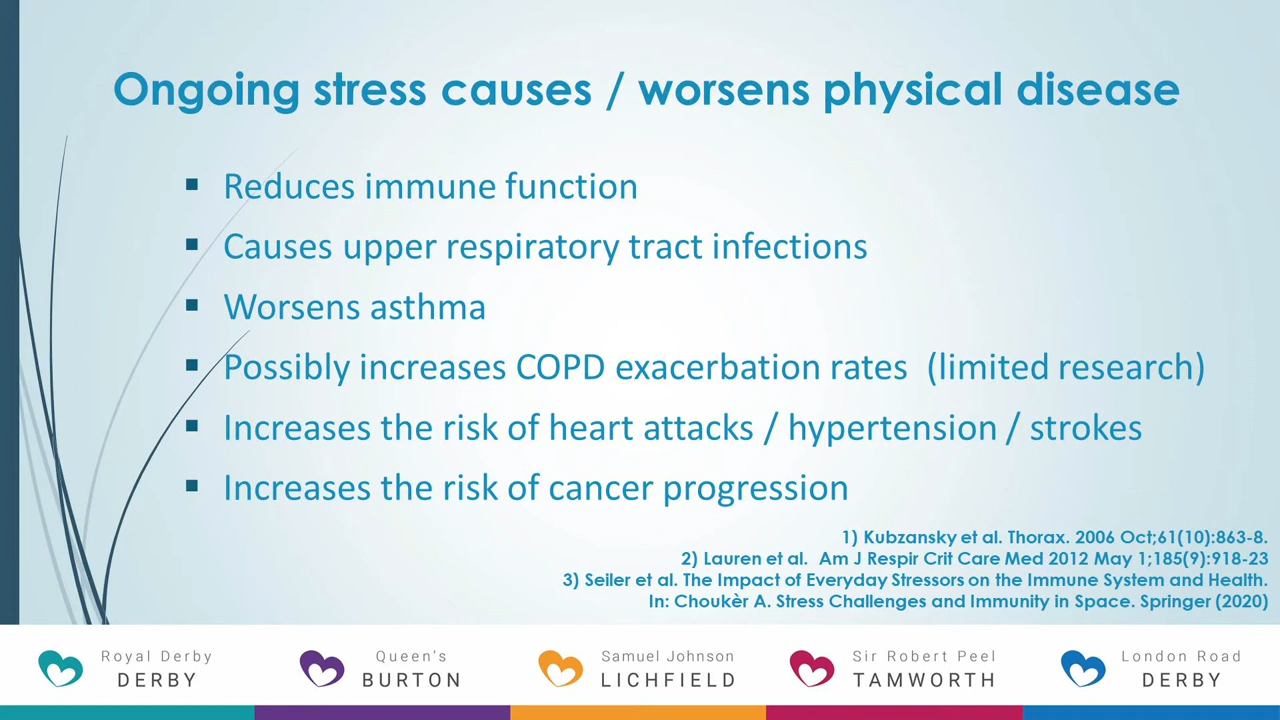 Ongoing stress causes / worsens physical disease
▪ Reduces immune function
▪ Causes upper respiratory tract infections
▪ Worsens asthma
▪ Possibly increases COPD exacerbation rates (limited research)
▪ Increases the risk of heart attacks / hypertension / strokes
▪ Increases the risk of cancer progression
1) Kubzansky et al. Thorax. 2006 Oct;61(10):863-8.
2) Lauren et al. Am J Respir Crit Care Med 2012 May 1;185(9):918-23
3) Seiler et al. The Impact of Everyday Stressors on the Immune System and Health.
In: Choukèr A. Stress Challenges and Immunity in Space. Springer (2020)
Royal Derby
DERBY
Queen's
BURTON
Samuel Johnson
LICHFIELD
Sir Robert Peel
TAMWORTH
London Road
DERBY